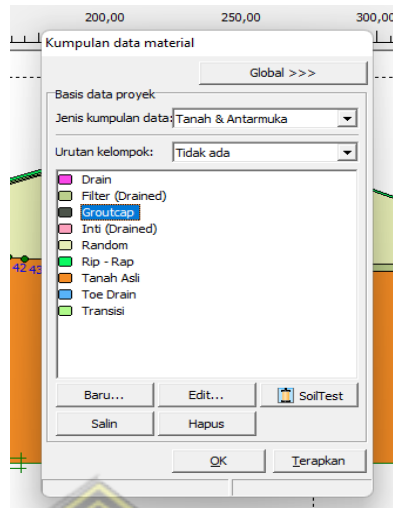 200,00 250,00 300,00
Kumpulan data material
Global >>>
Basis data proyek
Jenis kumpulan data: Tanah & Antarmuka
Urutan kelompok: Tidak ada
Drain
Filter (Drained)
Groutcap
Inti (Drained)
Random
Rip - Rap
Tanah Asli
Toe Drain
Transisi
42 43
Baru... Edit... SoilTest
Salin Hapus
OK Terapkan